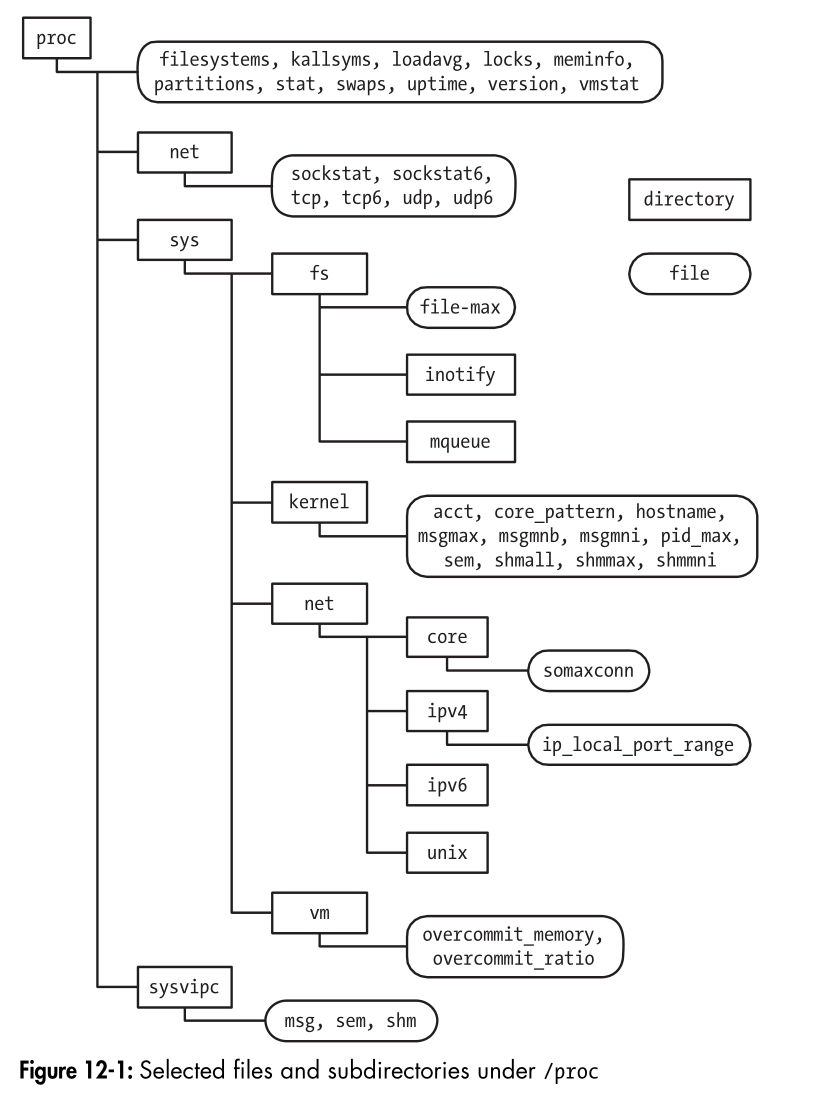 proc
filesystems, kallsyms, loadavg, locks, meminfo,
partitions, stat, swaps, uptime, version, vmstat
net
sockstat, sockstat6,
tcp, tcp6, udp, udp6
directory
sys
fs
file
file-max
inotify
mqueue
kernel
acct, core_pattern, hostname,
msgmax, msgmnb, msgmni, pid_max,
sem, shmall, shmmax, shmmni
net
core
somaxconn
ipv4
ip_local_port_range
ipv6
unix
vm
overcommit_memory,
overcommit_ratio
sysvipc
msg, sem, shm
Figure 12-1: Selected files and subdirectories under /proc